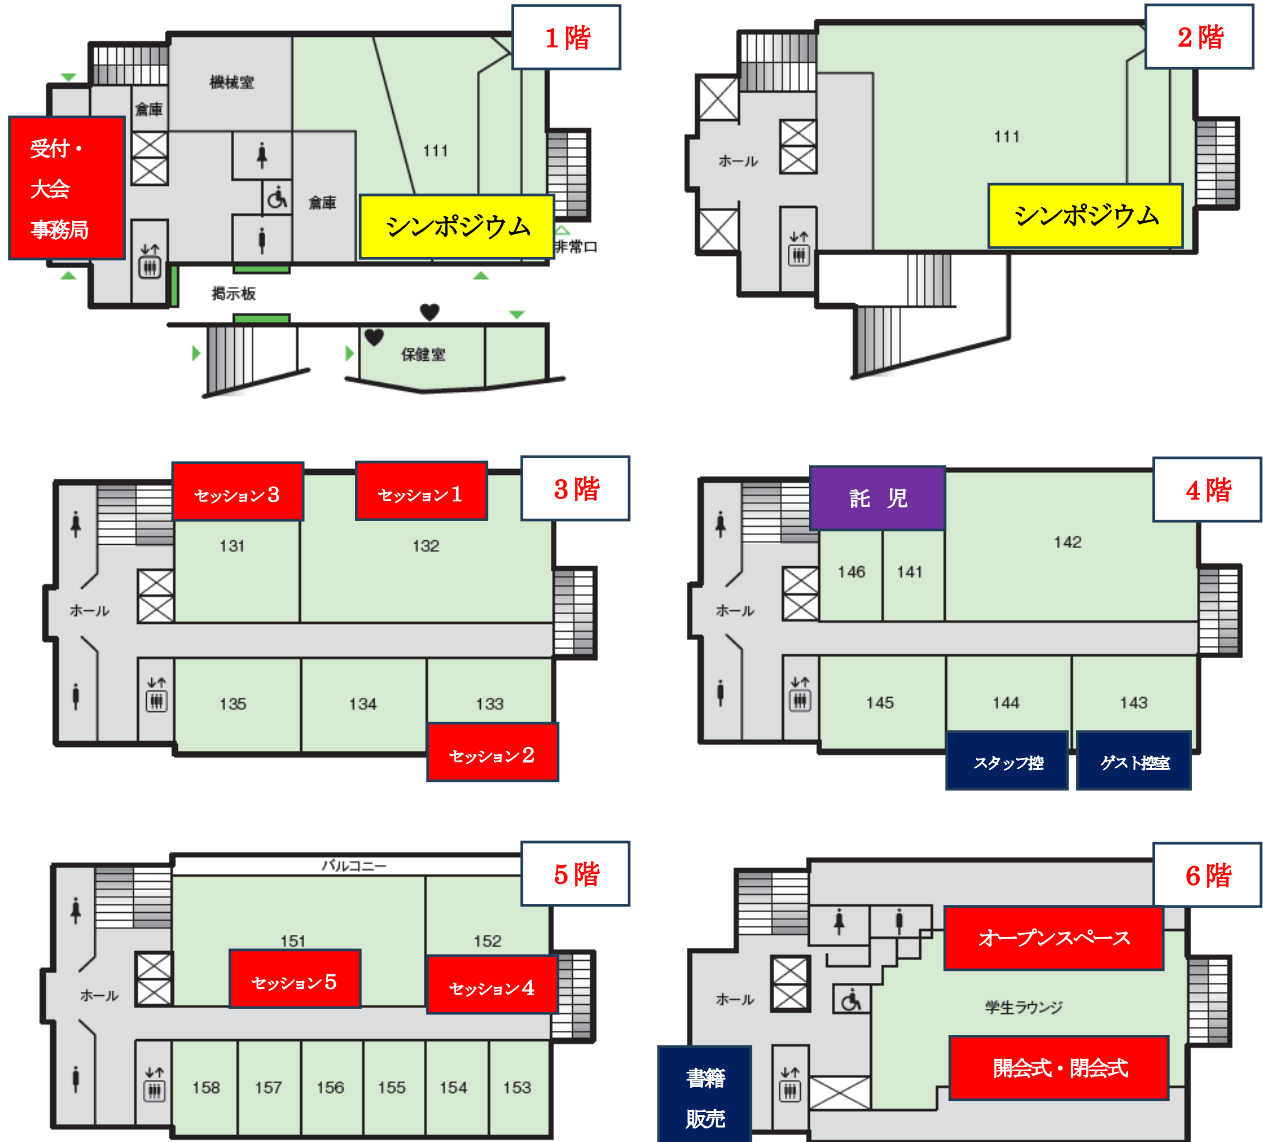 1階
機械室
倉庫
受付・
大会
事務局
111
倉庫
シンポジウム
非常口
掲示板
保健室
2階
111
ホール
シンポジウム
3階
セッション3
セッション1
131
132
ホール
135
134
133
セッション2
4階
託 児
142
146
141
ホール
145
144
143
スタッフ控
ゲスト控室
5階
バルコニー
151
152
セッション5
セッション4
ホール
158
157
156
155
154
153
6階
オープンスペース
ホール
学生ラウンジ
開会式・閉会式
書籍
販売